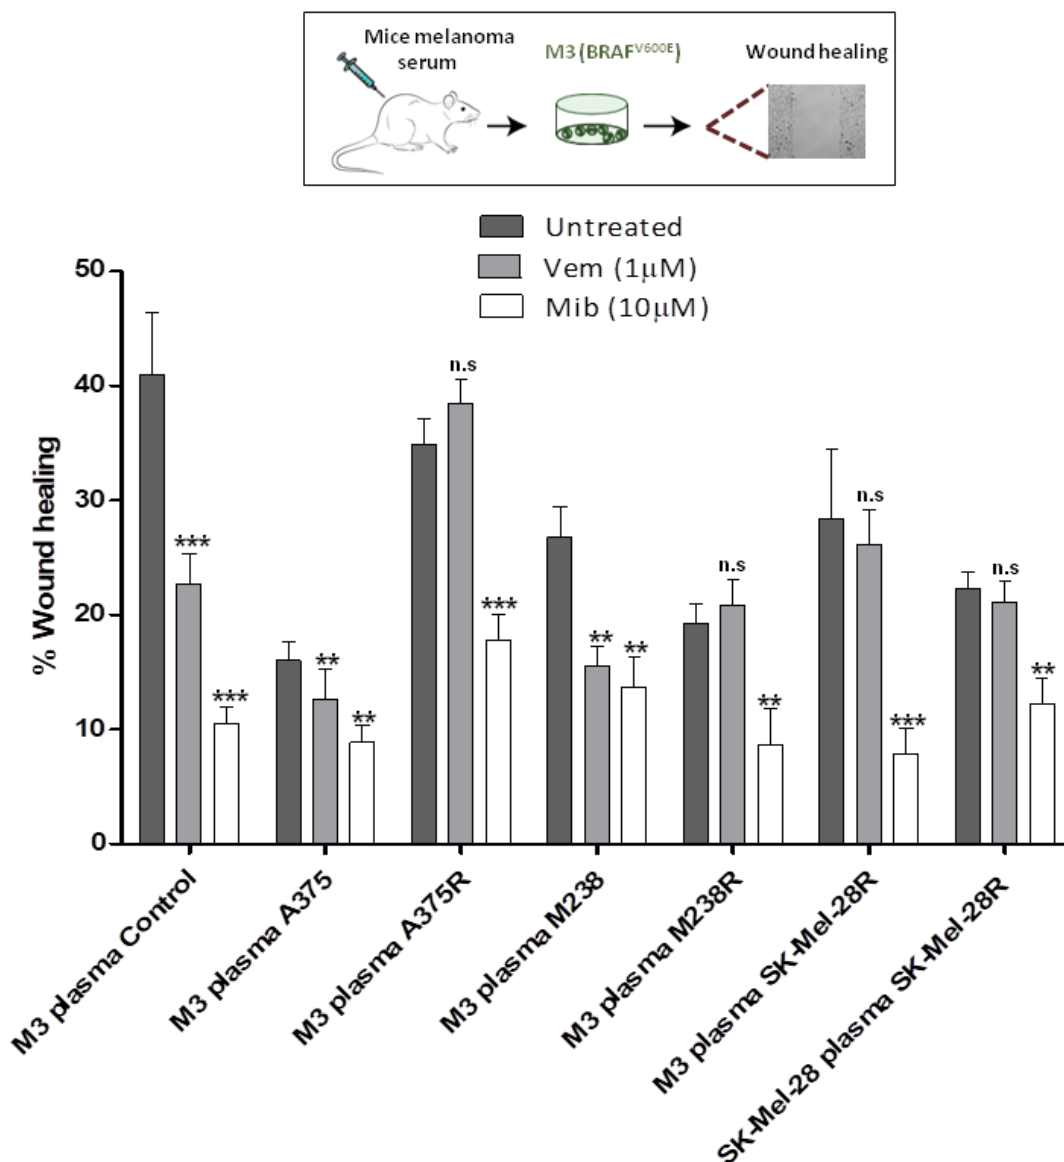 Mice melanoma
serum
M3 (BRAFV600E)
Wound healing
Untreated
Vem (1μM)
Mib (10μM)
% Wound healing
50
40
30
20
10
0
***
***
**
**
n.s
***
**
**
n.s
**
n.s
***
n.s
**
M3 plasma Control
M3 plasma A375
M3 plasma A375R
M3 plasma M238
M3 plasma M238R
M3 plasma SK-Mel-28R
SK-Mel-28 plasma SK-Mel-28R